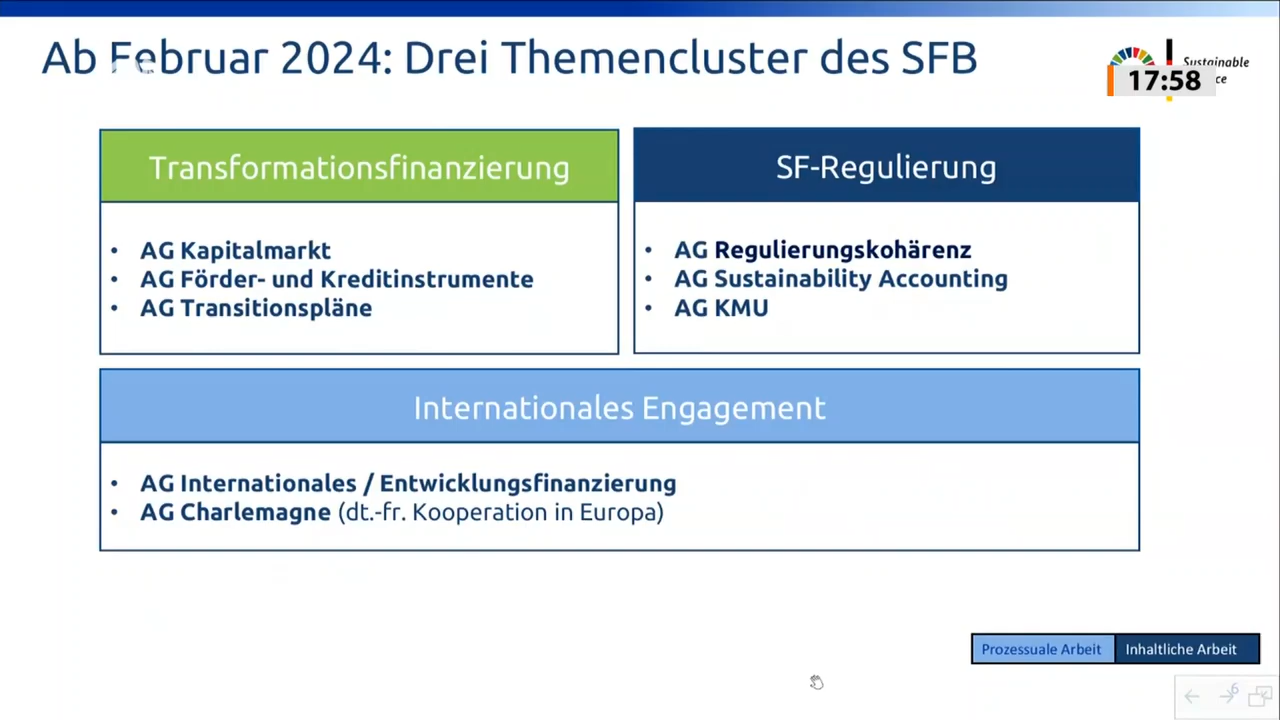 Ab Februar 2024: Drei Themencluster des SFB
Sustainable
17:58
Transformationsfinanzierung
• AG Kapitalmarkt
• AG Förder- und Kreditinstrumente
• AG Transitionspläne
SF-Regulierung
• AG Regulierungskohärenz
• AG Sustainability Accounting
• AG KMU
Internationales Engagement
• AG Internationales / Entwicklungsfinanzierung
• AG Charlemagne (dt.-fr. Kooperation in Europa)
Prozessuale Arbeit
Inhaltliche Arbeit
6